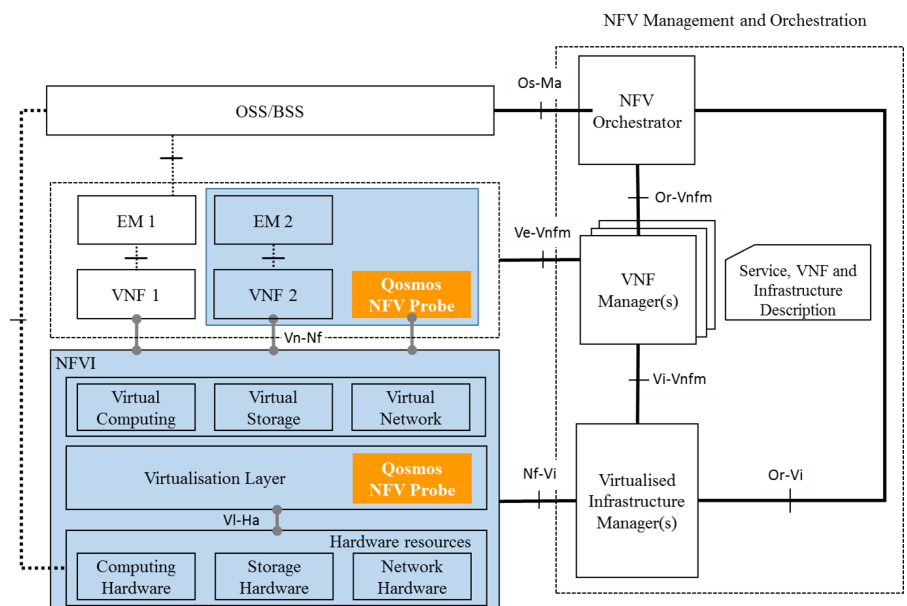 NFV Management and Orchestration
Os-Ma
OSS/BSS
NFV
Orchestrator
Or-Vnfm
EM 1
EM 2
Ve-Vnfm
VNF 1
VNF 2
Qosmos
NFV Probe
VNF
Manager(s)
Service, VNF and
Infrastructure
Description
Vn-Nf
NFVI
Vi-Vnfm
Virtual
Computing
Virtual
Storage
Virtual
Network
Virtualisation Layer
Qosmos
NFV Probe
Nf-Vi
Virtualised
Infrastructure
Manager(s)
Or-Vi
Vl-Ha
Hardware resources
Computing
Hardware
Storage
Hardware
Network
Hardware